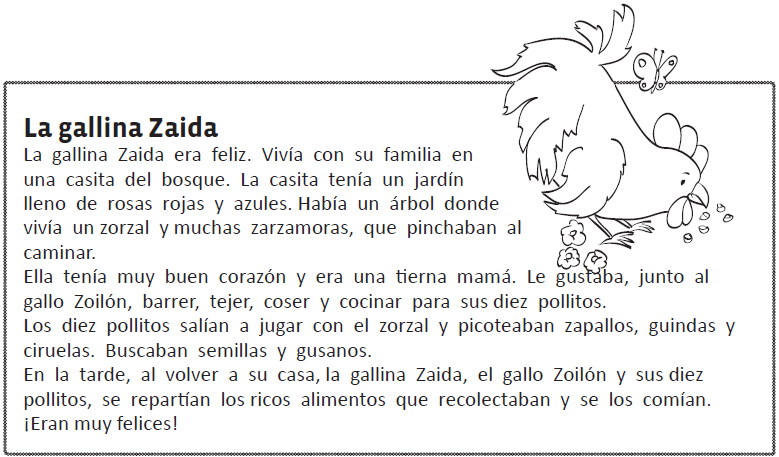 La gallina Zaida
La gallina Zaida era feliz. Vivía con su familia en
una casita del bosque. La casita tenía un jardín
lleno de rosas rojas y azules. Había un árbol donde
vivía un zorzal y muchas zarzamoras, que pinchaban al
caminar.
Ella tenía muy buen corazón y era una tierna mamá. Le gustaba, junto al
gallo Zoilón, barrer, tejer, coser y cocinar para sus diez pollitos.
Los diez pollitos salían a jugar con el zorzal y picoteaban zapallos, guindas y
ciruelas. Buscaban semillas y gusanos.
En la tarde, al volver a su casa, la gallina Zaida, el gallo Zoilón y sus diez
pollitos, se repartían los ricos alimentos que recolectaban y se los comían.
¡Eran muy felices!